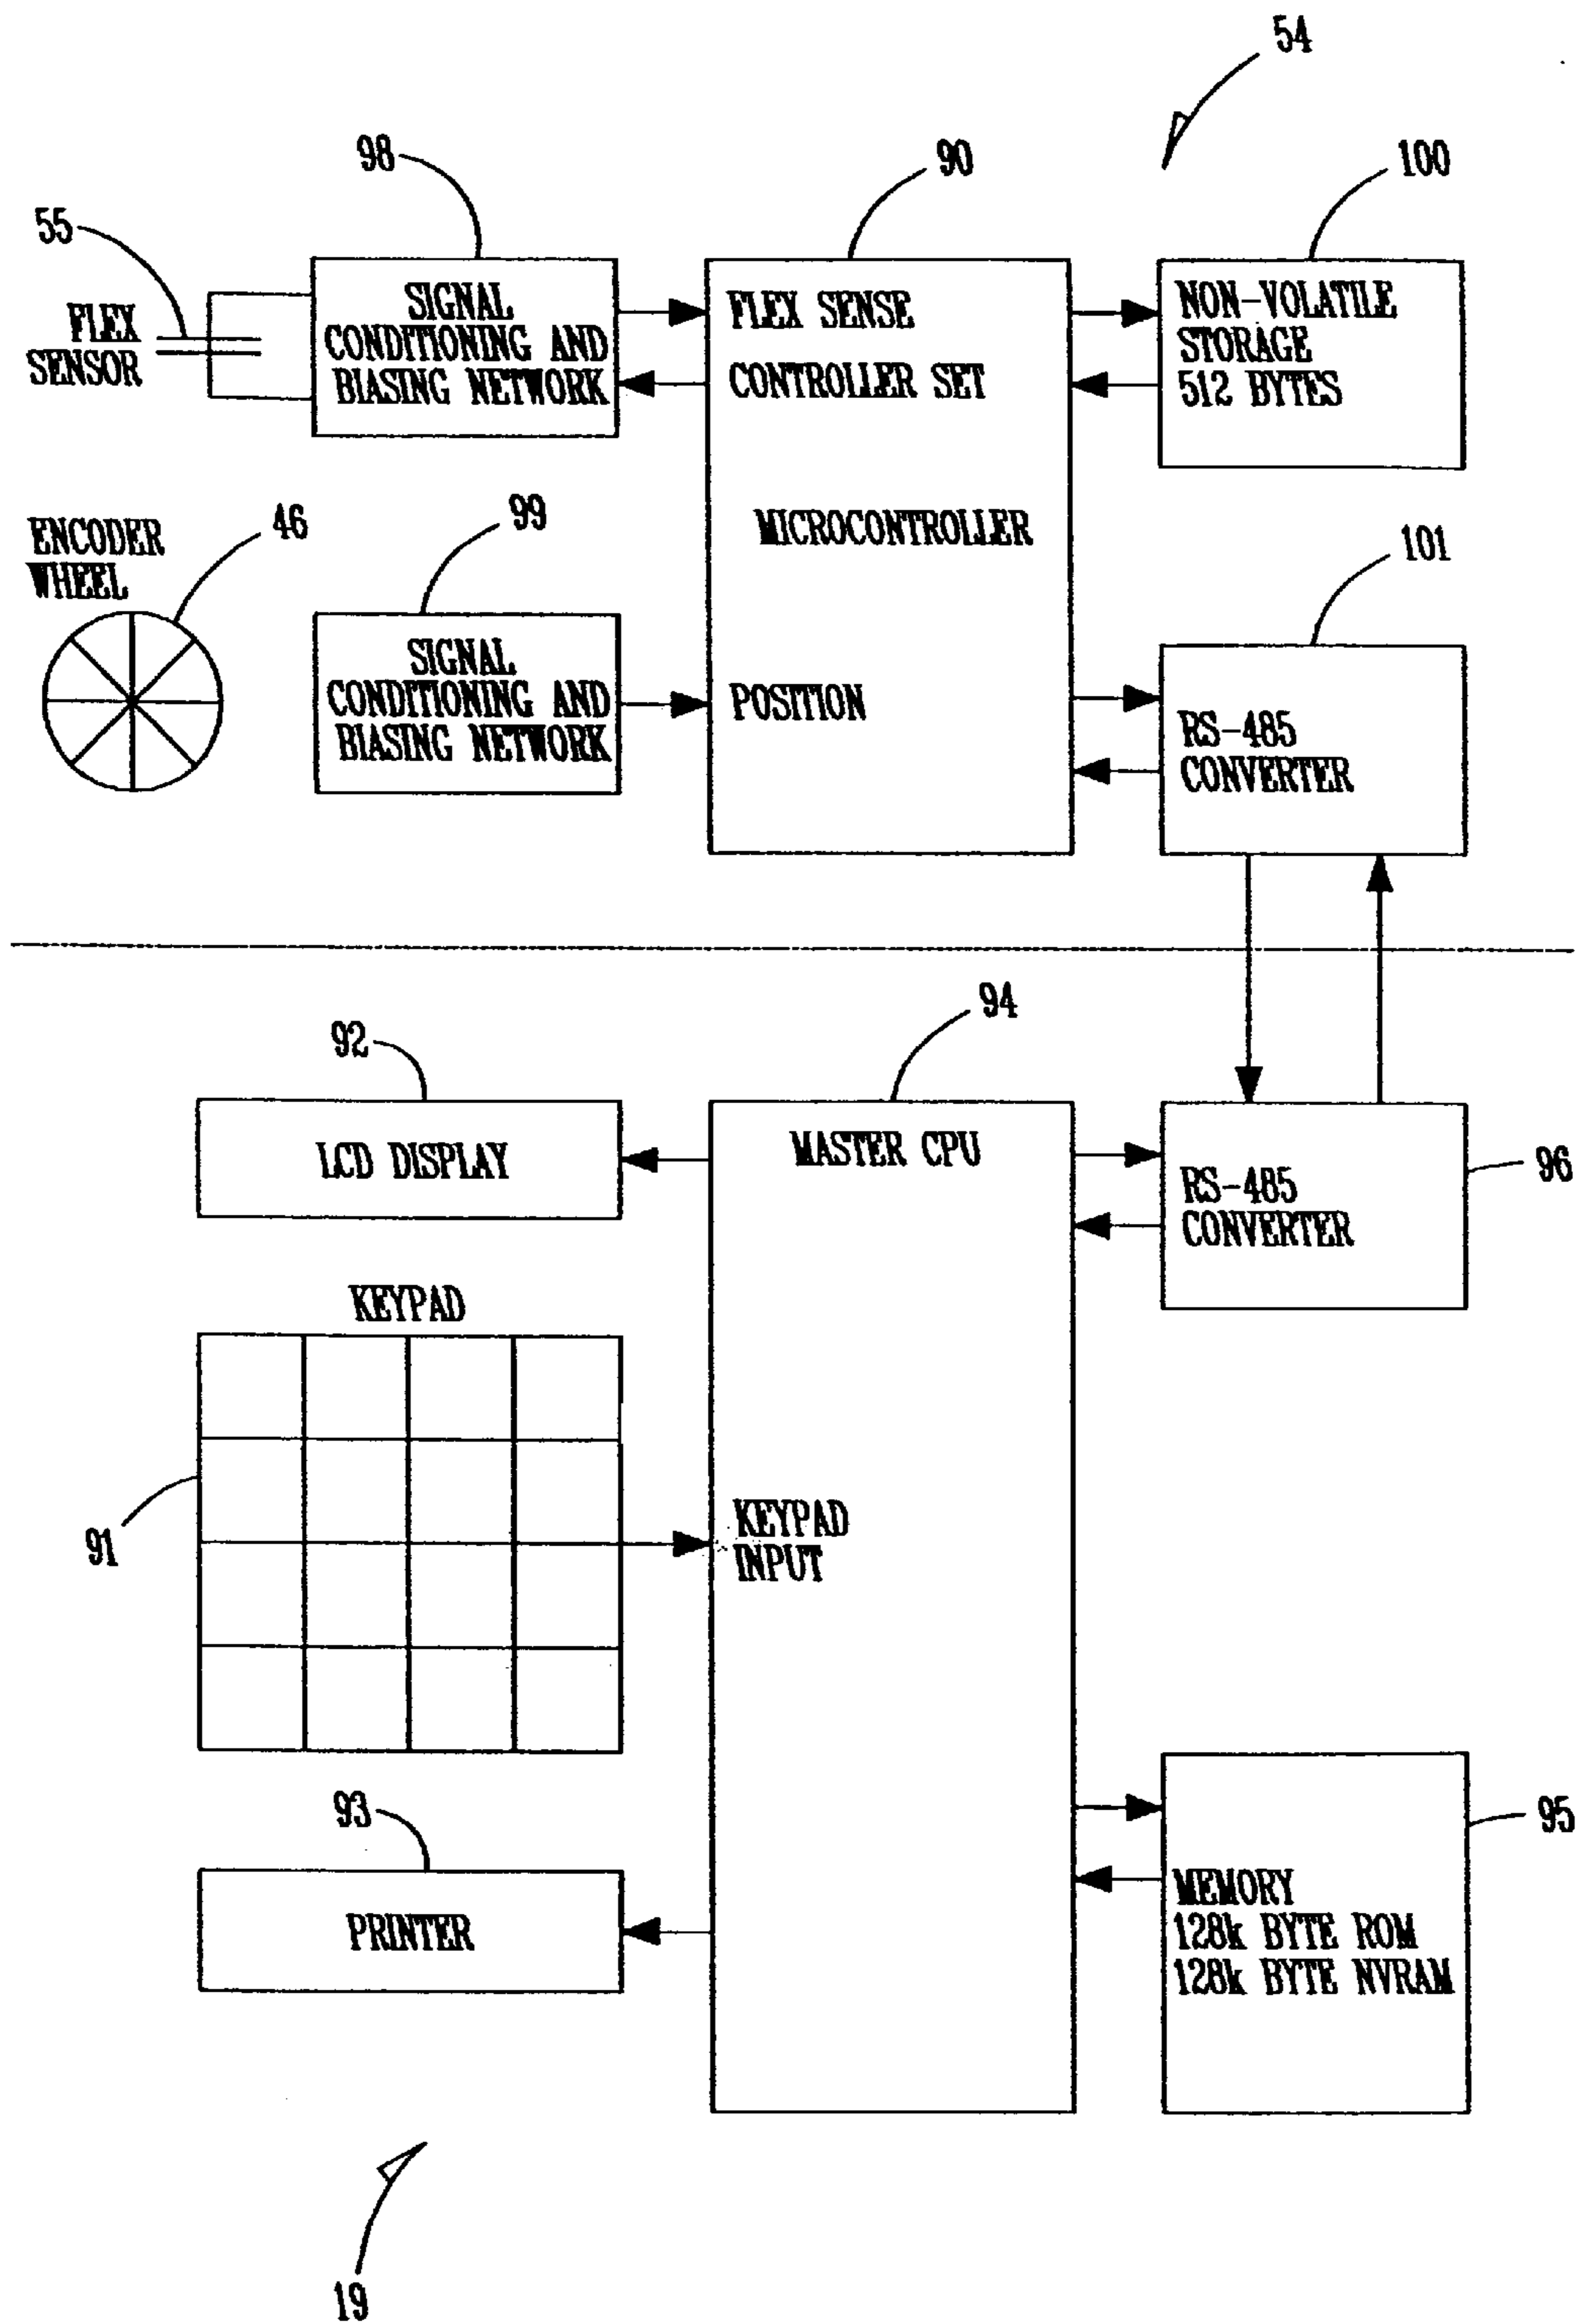 54
98
90
100
55
FLEX
SENSOR
SIGNAL
CONDITIONING AND
BIASING NETWORK
FLEX SENSE
CONTROLLER SET
MICROCONTROLLER
POSITION
NON-VOLATILE
STORAGE
512 BYTES
ENCODER
WHEEL
46
99
SIGNAL
CONDITIONING AND
BIASING NETWORK
101
RS-485
CONVERTER
92
94
LCD DISPLAY
MASTER CPU
RS-485
CONVERTER
96
KEYPAD
91
KEYPAD
INPUT
93
PRINTER
95
MEMORY
128k BYTE ROM
128k BYTE NVRAM
19